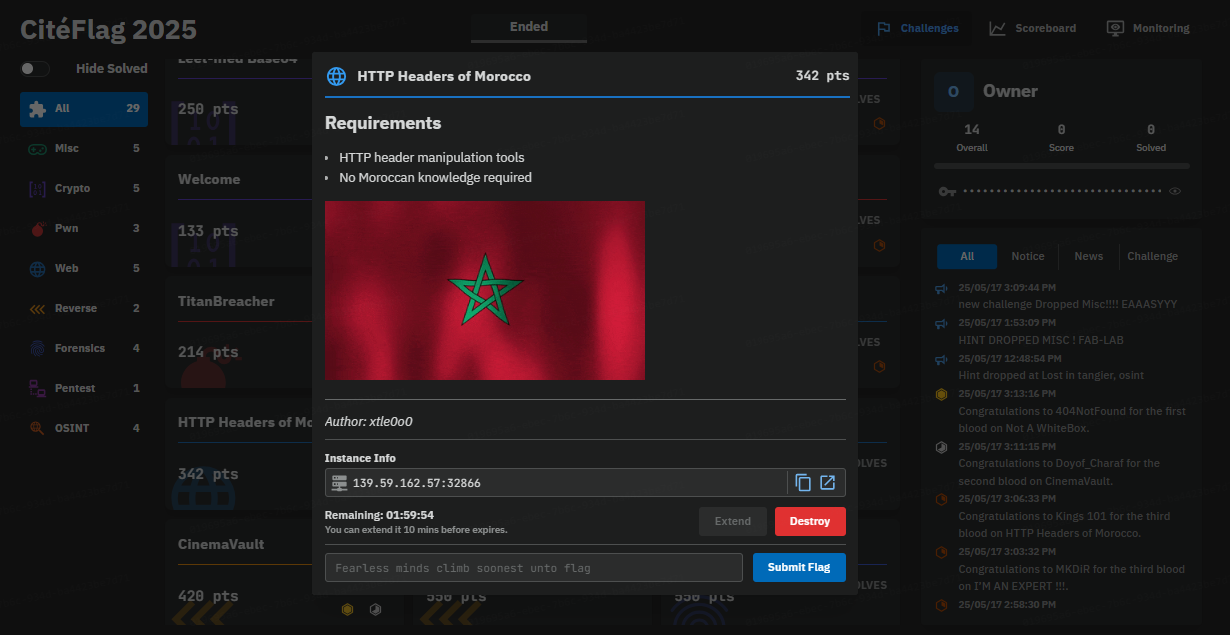 CitéFlag 2025
Ended
Challenges
Scoreboard
Monitoring
Hide Solved
All 29
Misc 5
Crypto 5
Pwn 3
Web 5
Reverse 2
Forensics 4
Pentest 1
OSINT 4
Leet-med Base64
250 pts
Welcome
133 pts
TitanBreacher
214 pts
HTTP Headers of Mo
342 pts
CinemaVault
420 pts
550 pts
550 pts
LVES
LVES
LVES
LVES
LVES
HTTP Headers of Morocco
342 pts
Requirements
• HTTP header manipulation tools
• No Moroccan knowledge required
Author: xtle0o0
Instance Info
139.59.162.57:32866
Remaining: 01:59:54
You can extend it 10 mins before expires.
Extend
Destroy
Fearless minds climb soonest unto flag
Submit Flag
O
Owner
14 0 0
Overall Score Solved
All Notice News Challenge
25/05/17 3:09:44 PM
new challenge Dropped Misc!!!! EAAASYYY
25/05/17 1:53:09 PM
HINT DROPPED MISC ! FAB-LAB
25/05/17 12:48:54 PM
Hint dropped at Lost in tangier, osint
25/05/17 3:13:16 PM
Congratulations to 404NotFound for the first
blood on Not A WhiteBox.
25/05/17 3:11:15 PM
Congratulations to Doyof_Charaf for the
second blood on CinemaVault.
25/05/17 3:06:33 PM
Congratulations to Kings 101 for the third
blood on HTTP Headers of Morocco.
25/05/17 3:03:32 PM
Congratulations to MKDiR for the third blood
on I'M AN EXPERT !!!.
25/05/17 2:58:30 PM